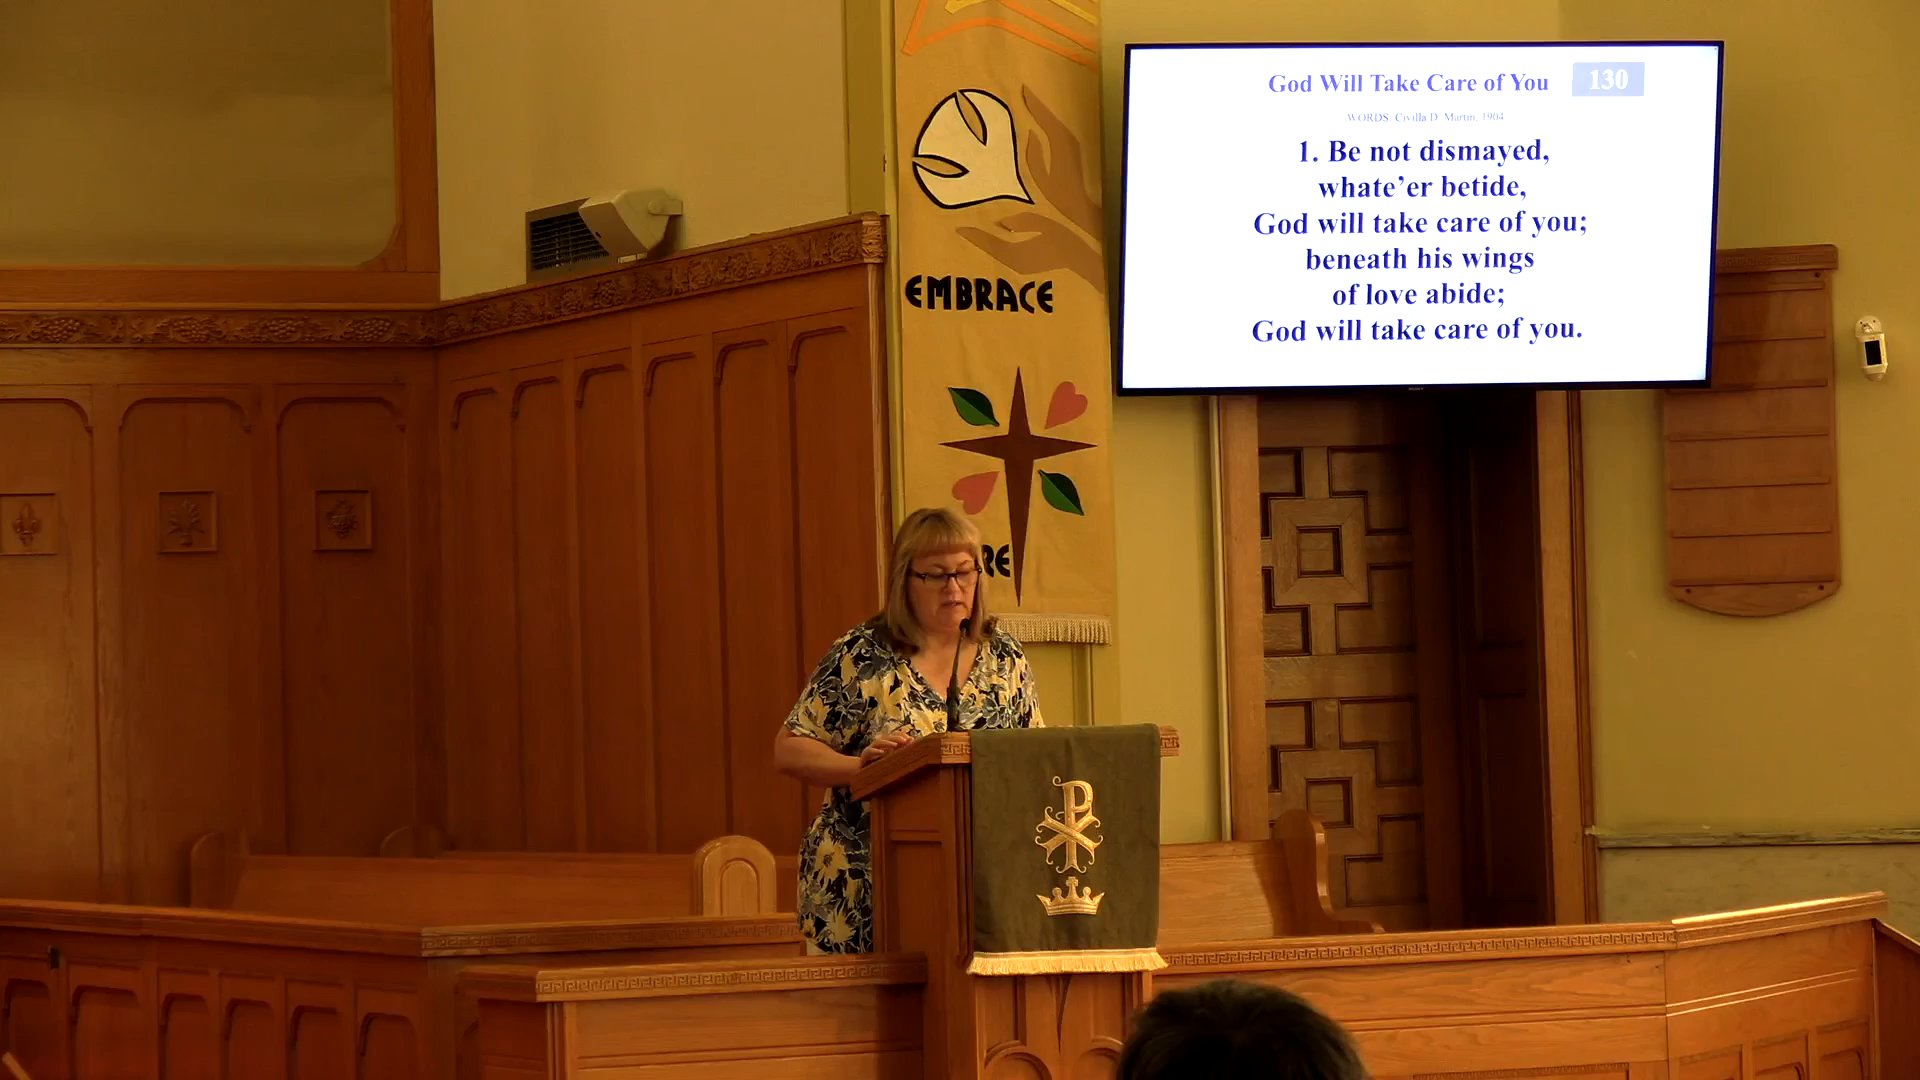 God Will Take Care of You 130
WORDS: Civilla D. Martin, 1904
1. Be not dismayed,
whate’er betide,
God will take care of you;
beneath his wings
of love abide;
God will take care of you.
EMBRACE
RE